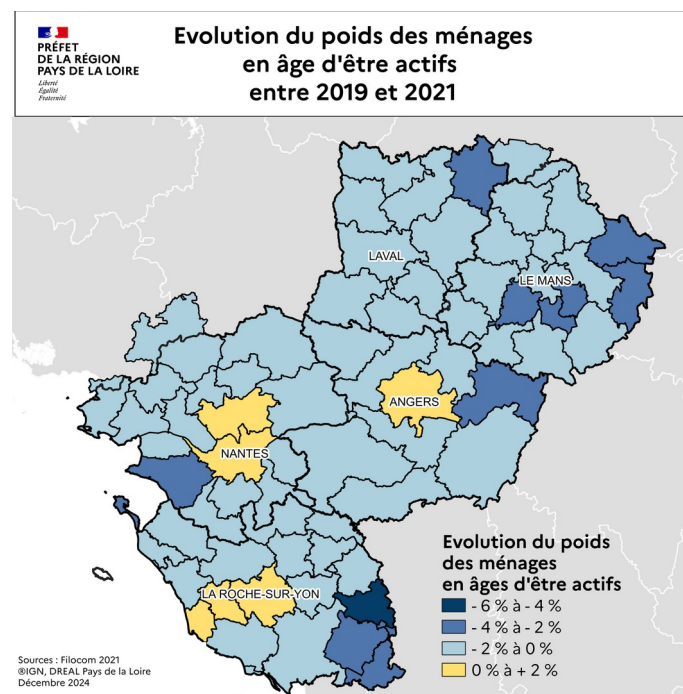 PRÉFET
DE LA RÉGION
PAYS DE LA LOIRE
Liberté
Égalité
Fraternité
Evolution du poids des ménages
en âge d'être actifs
entre 2019 et 2021
LAVAL
LE MANS
ANGERS
NANTES
LA ROCHE-SUR-YON
Evolution du poids
des ménages
en âges d'être actifs
- 6 % à - 4 %
- 4 % à - 2 %
- 2 % à 0 %
0 % à + 2 %
Sources : Filocom 2021
®IGN, DREAL Pays de la Loire
Décembre 2024